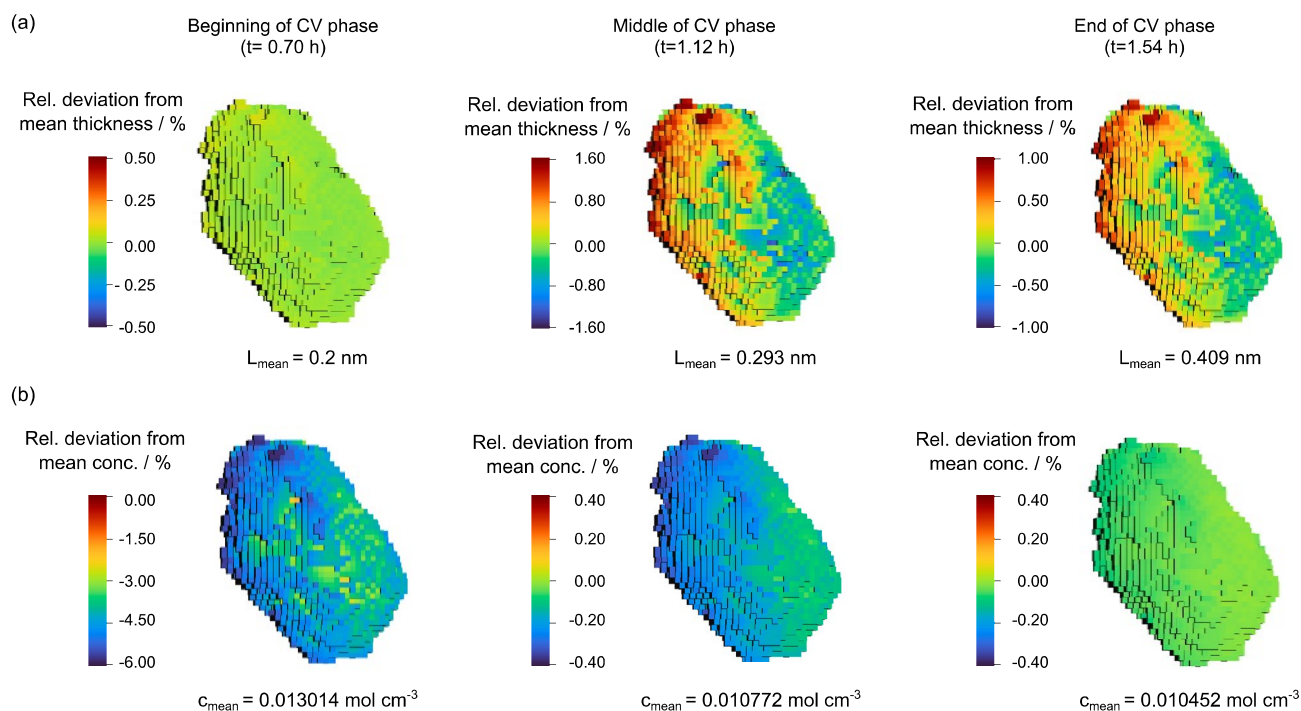 (a)
Beginning of CV phase
(t= 0.70 h)
Middle of CV phase
(t=1.12 h)
End of CV phase
(t=1.54 h)
Rel. deviation from
mean thickness / %
0.50
0.25
0.00
- 0.25
-0.50
Lmean = 0.2 nm
Rel. deviation from
mean thickness / %
1.60
0.80
0.00
-0.80
-1.60
Lmean = 0.293 nm
Rel. deviation from
mean thickness / %
1.00
0.50
0.00
-0.50
-1.00
Lmean = 0.409 nm
(b)
Rel. deviation from
mean conc. / %
0.00
-1.50
-3.00
-4.50
-6.00
cmean = 0.013014 mol cm-3
Rel. deviation from
mean conc. / %
0.40
0.20
0.00
-0.20
-0.40
cmean = 0.010772 mol cm-3
Rel. deviation from
mean conc. / %
0.40
0.20
0.00
-0.20
-0.40
cmean = 0.010452 mol cm-3